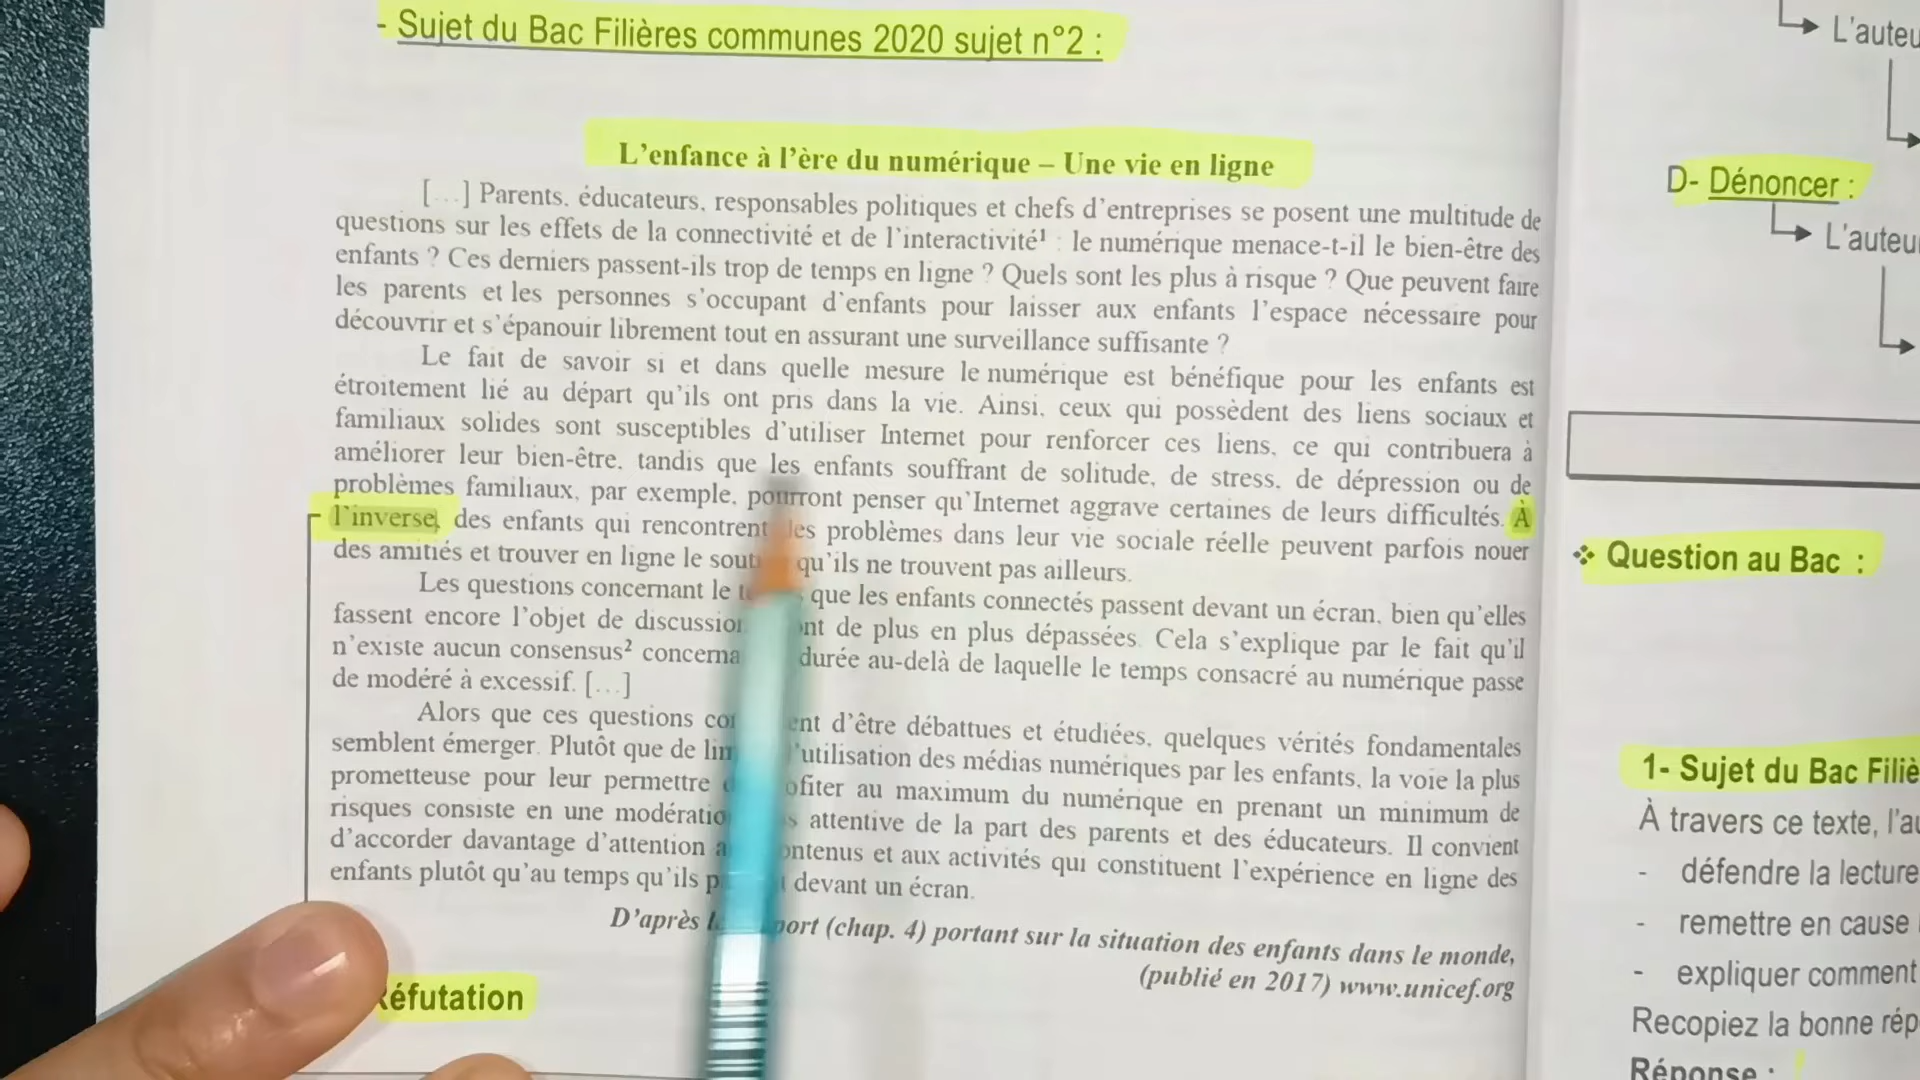 - Sujet du Bac Filières communes 2020 sujet n°2 :
L'enfance à l'ère du numérique – Une vie en ligne
[...] Parents, éducateurs, responsables politiques et chefs d'entreprises se posent une multitude de
questions sur les effets de la connectivité et de l'interactivité¹ : le numérique menace-t-il le bien-être des
enfants ? Ces derniers passent-ils trop de temps en ligne ? Quels sont les plus à risque ? Que peuvent faire
les parents et les personnes s'occupant d'enfants pour laisser aux enfants l'espace nécessaire pour
découvrir et s'épanouir librement tout en assurant une surveillance suffisante ?
Le fait de savoir si et dans quelle mesure le numérique est bénéfique pour les enfants est
étroitement lié au départ qu'ils ont pris dans la vie. Ainsi, ceux qui possèdent des liens sociaux et
familiaux solides sont susceptibles d'utiliser Internet pour renforcer ces liens, ce qui contribuera à
améliorer leur bien-être, tandis que les enfants souffrant de solitude, de stress, de dépression ou de
problèmes familiaux, par exemple, pourront penser qu'Internet aggrave certaines de leurs difficultés. À
l'inverse, des enfants qui rencontrent des problèmes dans leur vie sociale réelle peuvent parfois nouer
des amitiés et trouver en ligne le qu'ils ne trouvent pas ailleurs.
Les questions concernant le que les enfants connectés passent devant un écran, bien qu'elles
fassent encore l'objet de discussion de plus en plus dépassées. Cela s'explique par le fait qu'il
n'existe aucun consensus² durée au-delà de laquelle le temps consacré au numérique passe
de modéré à excessif. [...]
Alors que ces questions d'être débattues et étudiées, quelques vérités fondamentales
semblent émerger. Plutôt que de l'utilisation des médias numériques par les enfants, la voie la plus
prometteuse pour leur permettre au maximum du numérique en prenant un minimum de
risques consiste en une attentive de la part des parents et des éducateurs. Il convient
d'accorder davantage d'attention et aux activités qui constituent l'expérience en ligne des
enfants plutôt qu'au temps qu'ils devant un écran.
D'après (chap. 4) portant sur la situation des enfants dans le monde,
(publié en 2017) www.unicef.org
Réfutation
L'auteu
D- Dénoncer :
L'auteu
❖ Question au Bac :
1- Sujet du Bac Filiè
À travers ce texte, l'au
- défendre la lecture
- remettre en cause
- expliquer comment
Recopiez la bonne rép
Réponse :